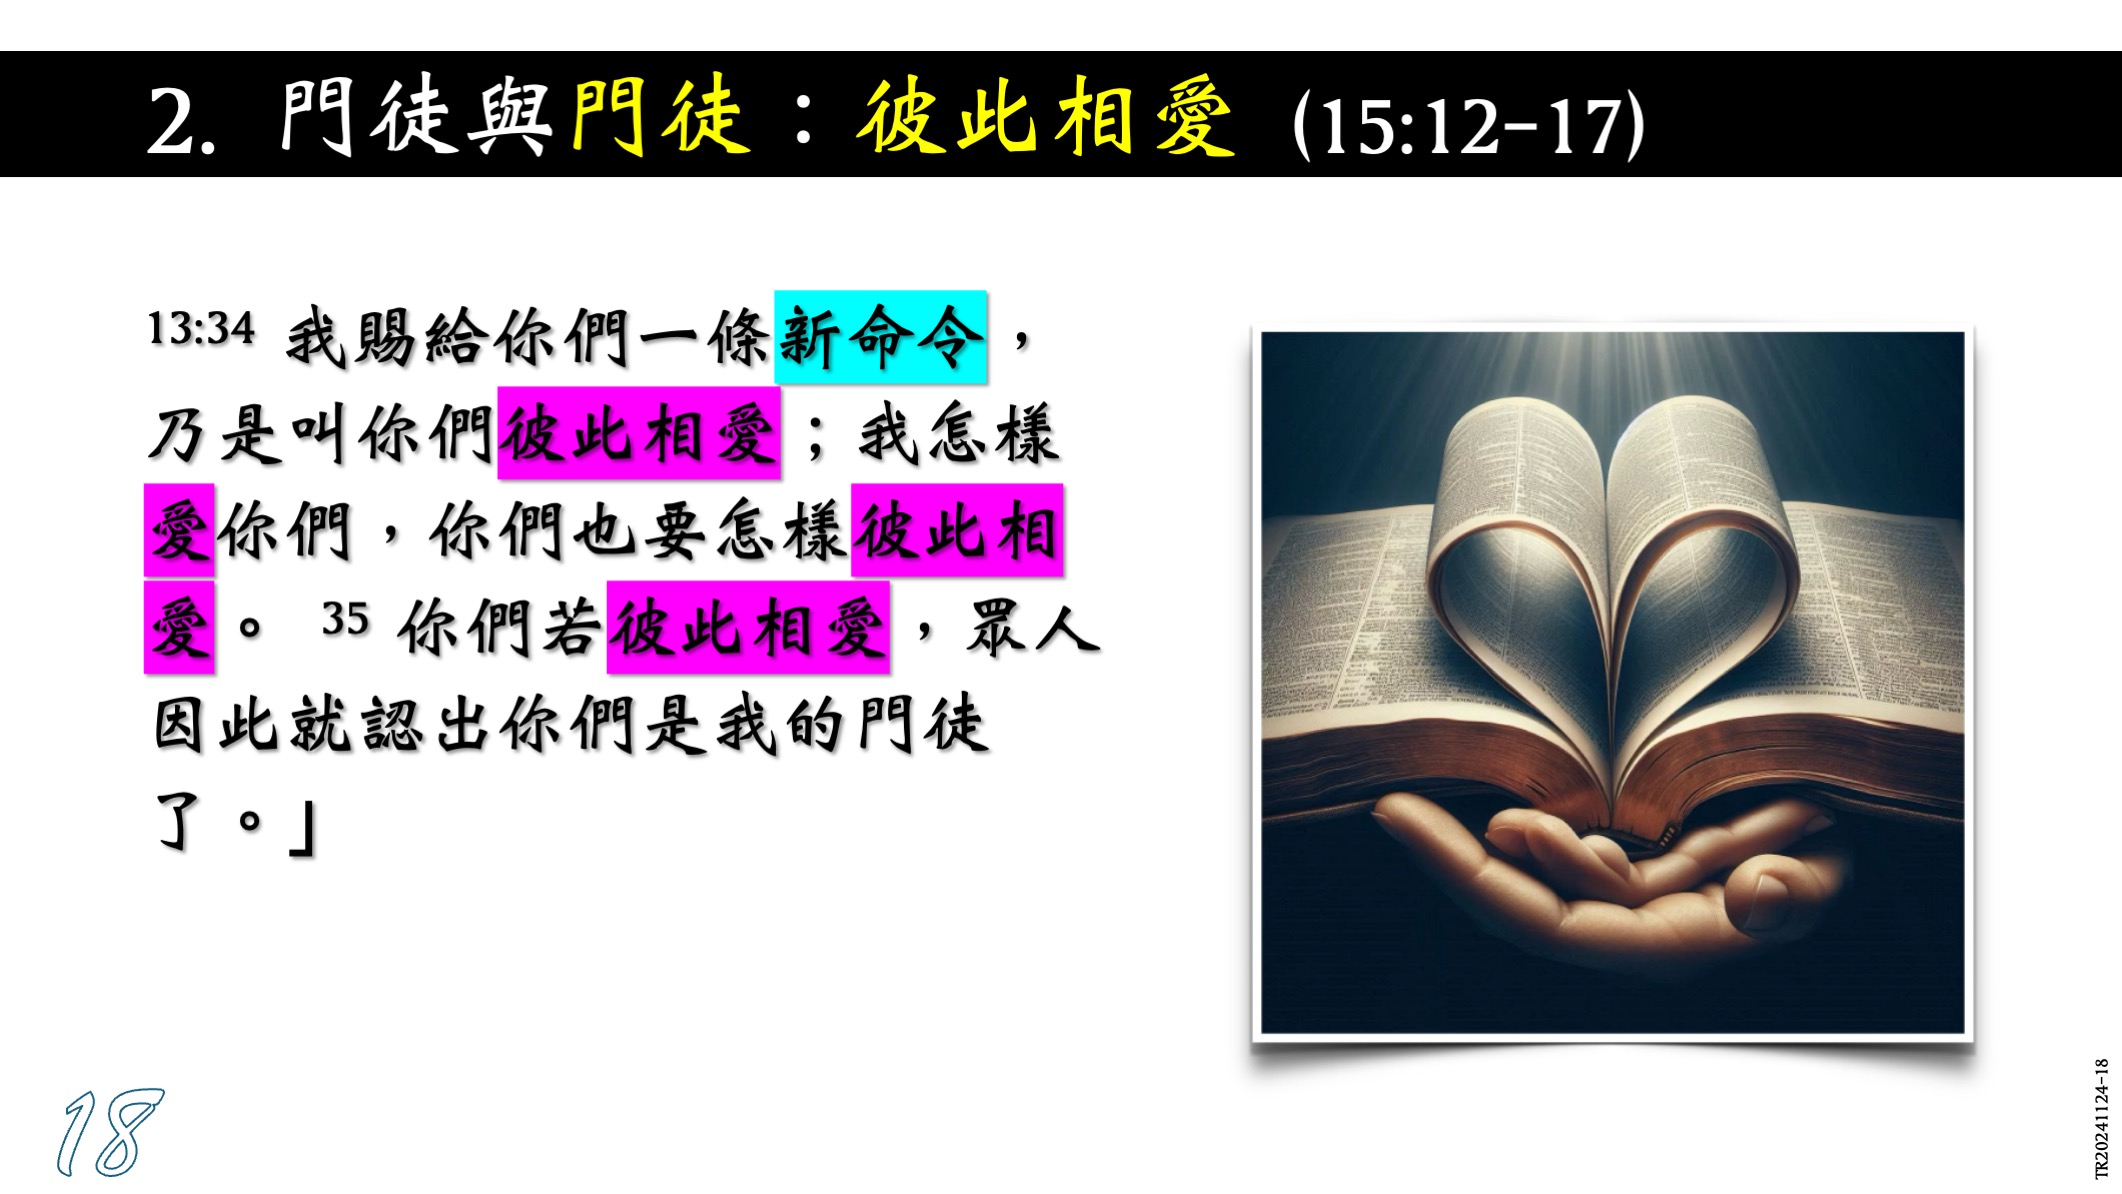 2. 門徒與門徒：彼此相愛 (15:12-17)
13:34 我賜給你們一條新命令，
乃是叫你們彼此相愛；我怎樣
愛你們，你們也要怎樣彼此相
愛。 35 你們若彼此相愛，眾人
因此就認出你們是我的門徒
了。」
18
TR20241124-18